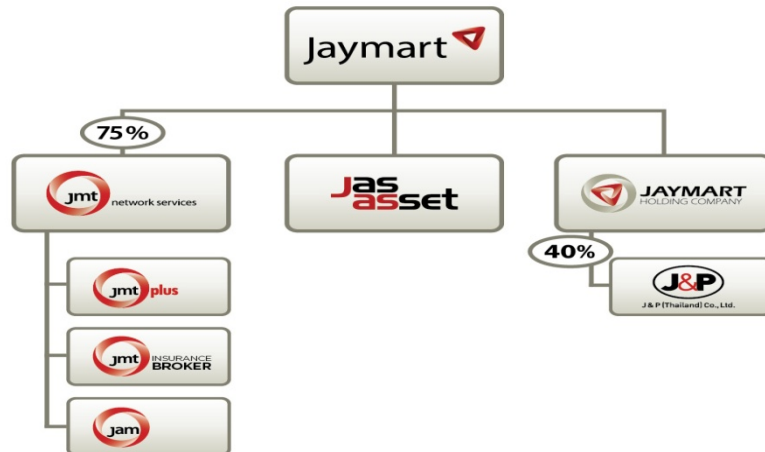 Jaymart
75%
jmt network services
Jas
asset
JAYMART
HOLDING COMPANY
40%
jmt plus
J&P
J & P (Thailand) Co., Ltd.
jmt INSURANCE
BROKER
jam